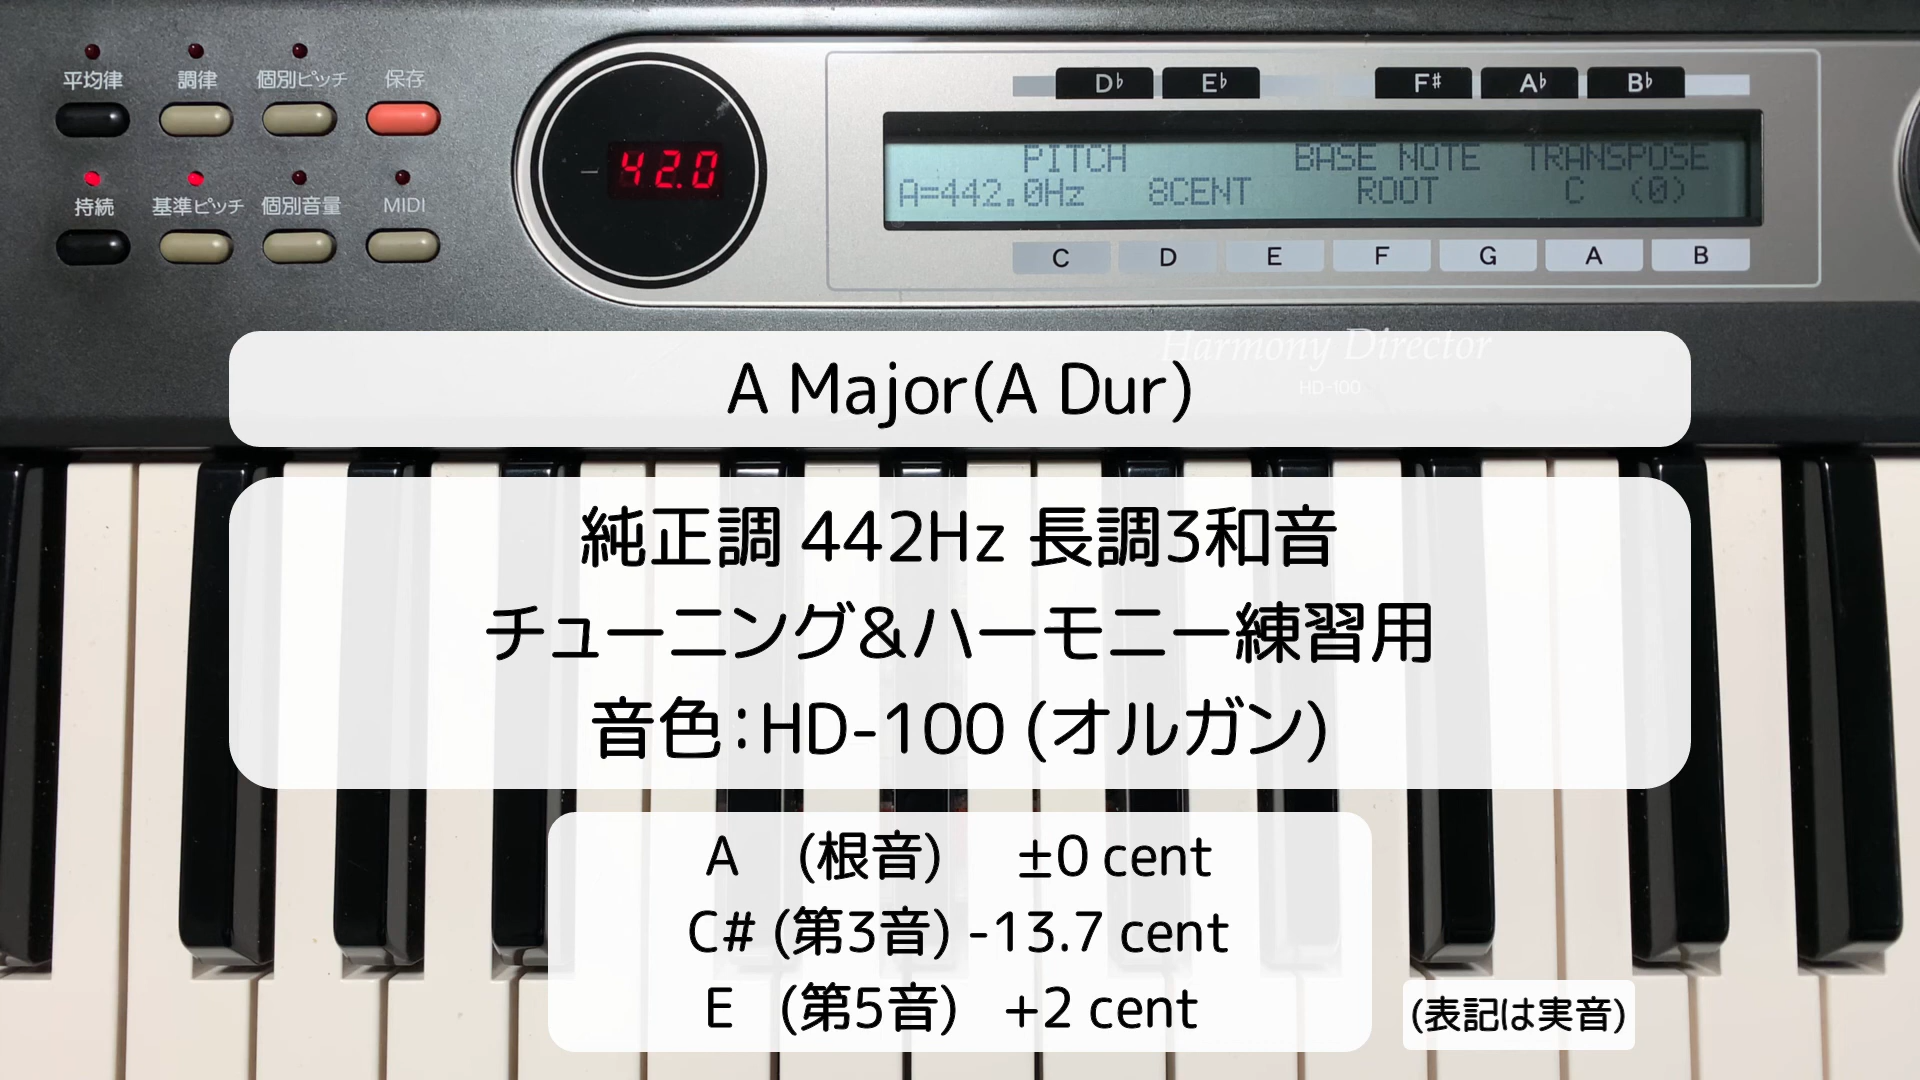 平均律 調律 個別ピッチ 保存
持続 基準ピッチ 個別音量 MIDI
42.0
D♭ E♭ F# A♭ B♭
PITCH BASE NOTE TRANSPOSE
A=442.0Hz 8CENT ROOT C (0)
C D E F G A B
Harmony Director
HD-100
A Major(A Dur)
純正調 442Hz 長調3和音
チューニング&ハーモニー練習用
音色:HD-100 (オルガン)
A (根音) ±0 cent
C# (第3音) -13.7 cent
E (第5音) +2 cent
(表記は実音)